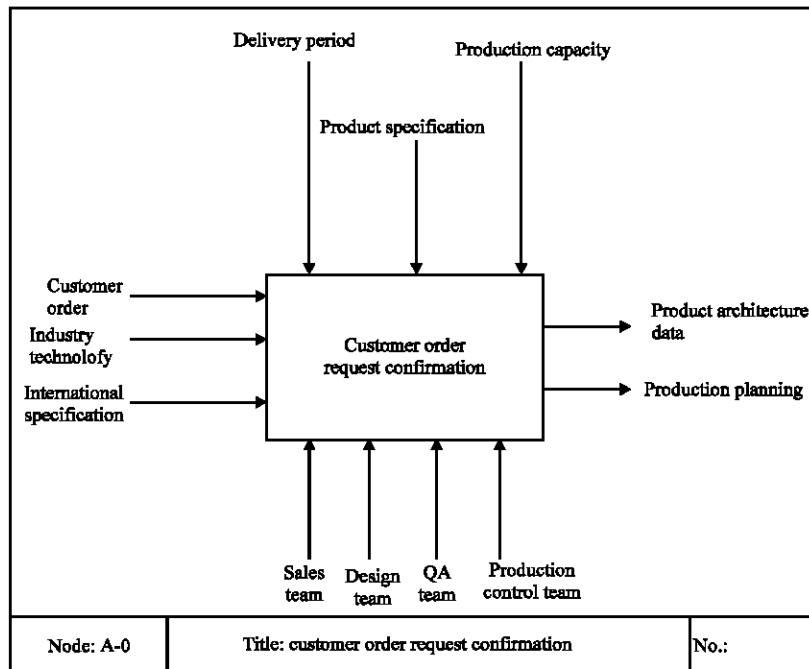 Delivery period
Production capacity
Product specification
Customer
order
Industry
technolofy
International
specification
Customer order
request confirmation
Product architecture
data
Production planning
Sales
team
Design
team
QA
team
Production
control team
Node: A-0
Title: customer order request confirmation
No.: